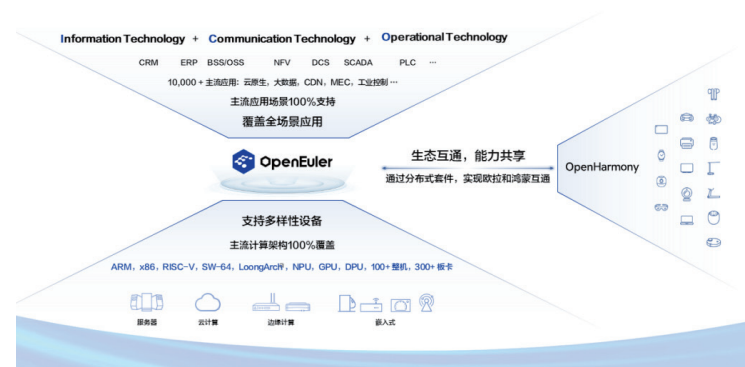 Information Technology + Communication Technology + Operational Technology
CRM ERP BSS/OSS NFV DCS SCADA PLC ...
10,000 + 主流应用：云原生，大数据，CDN，MEC，工业控制…
主流应用场景100%支持
覆盖全场景应用
OpenEuler
生态互通，能力共享
通过分布式套件，实现欧拉和鸿蒙互通
OpenHarmony
支持多样性设备
主流计算架构100%覆盖
ARM，x86，RISC-V，SW-64，LoongArch，NPU，GPU，DPU，100+ 整机，300+ 板卡
服务器 云计算 边缘计算 嵌入式